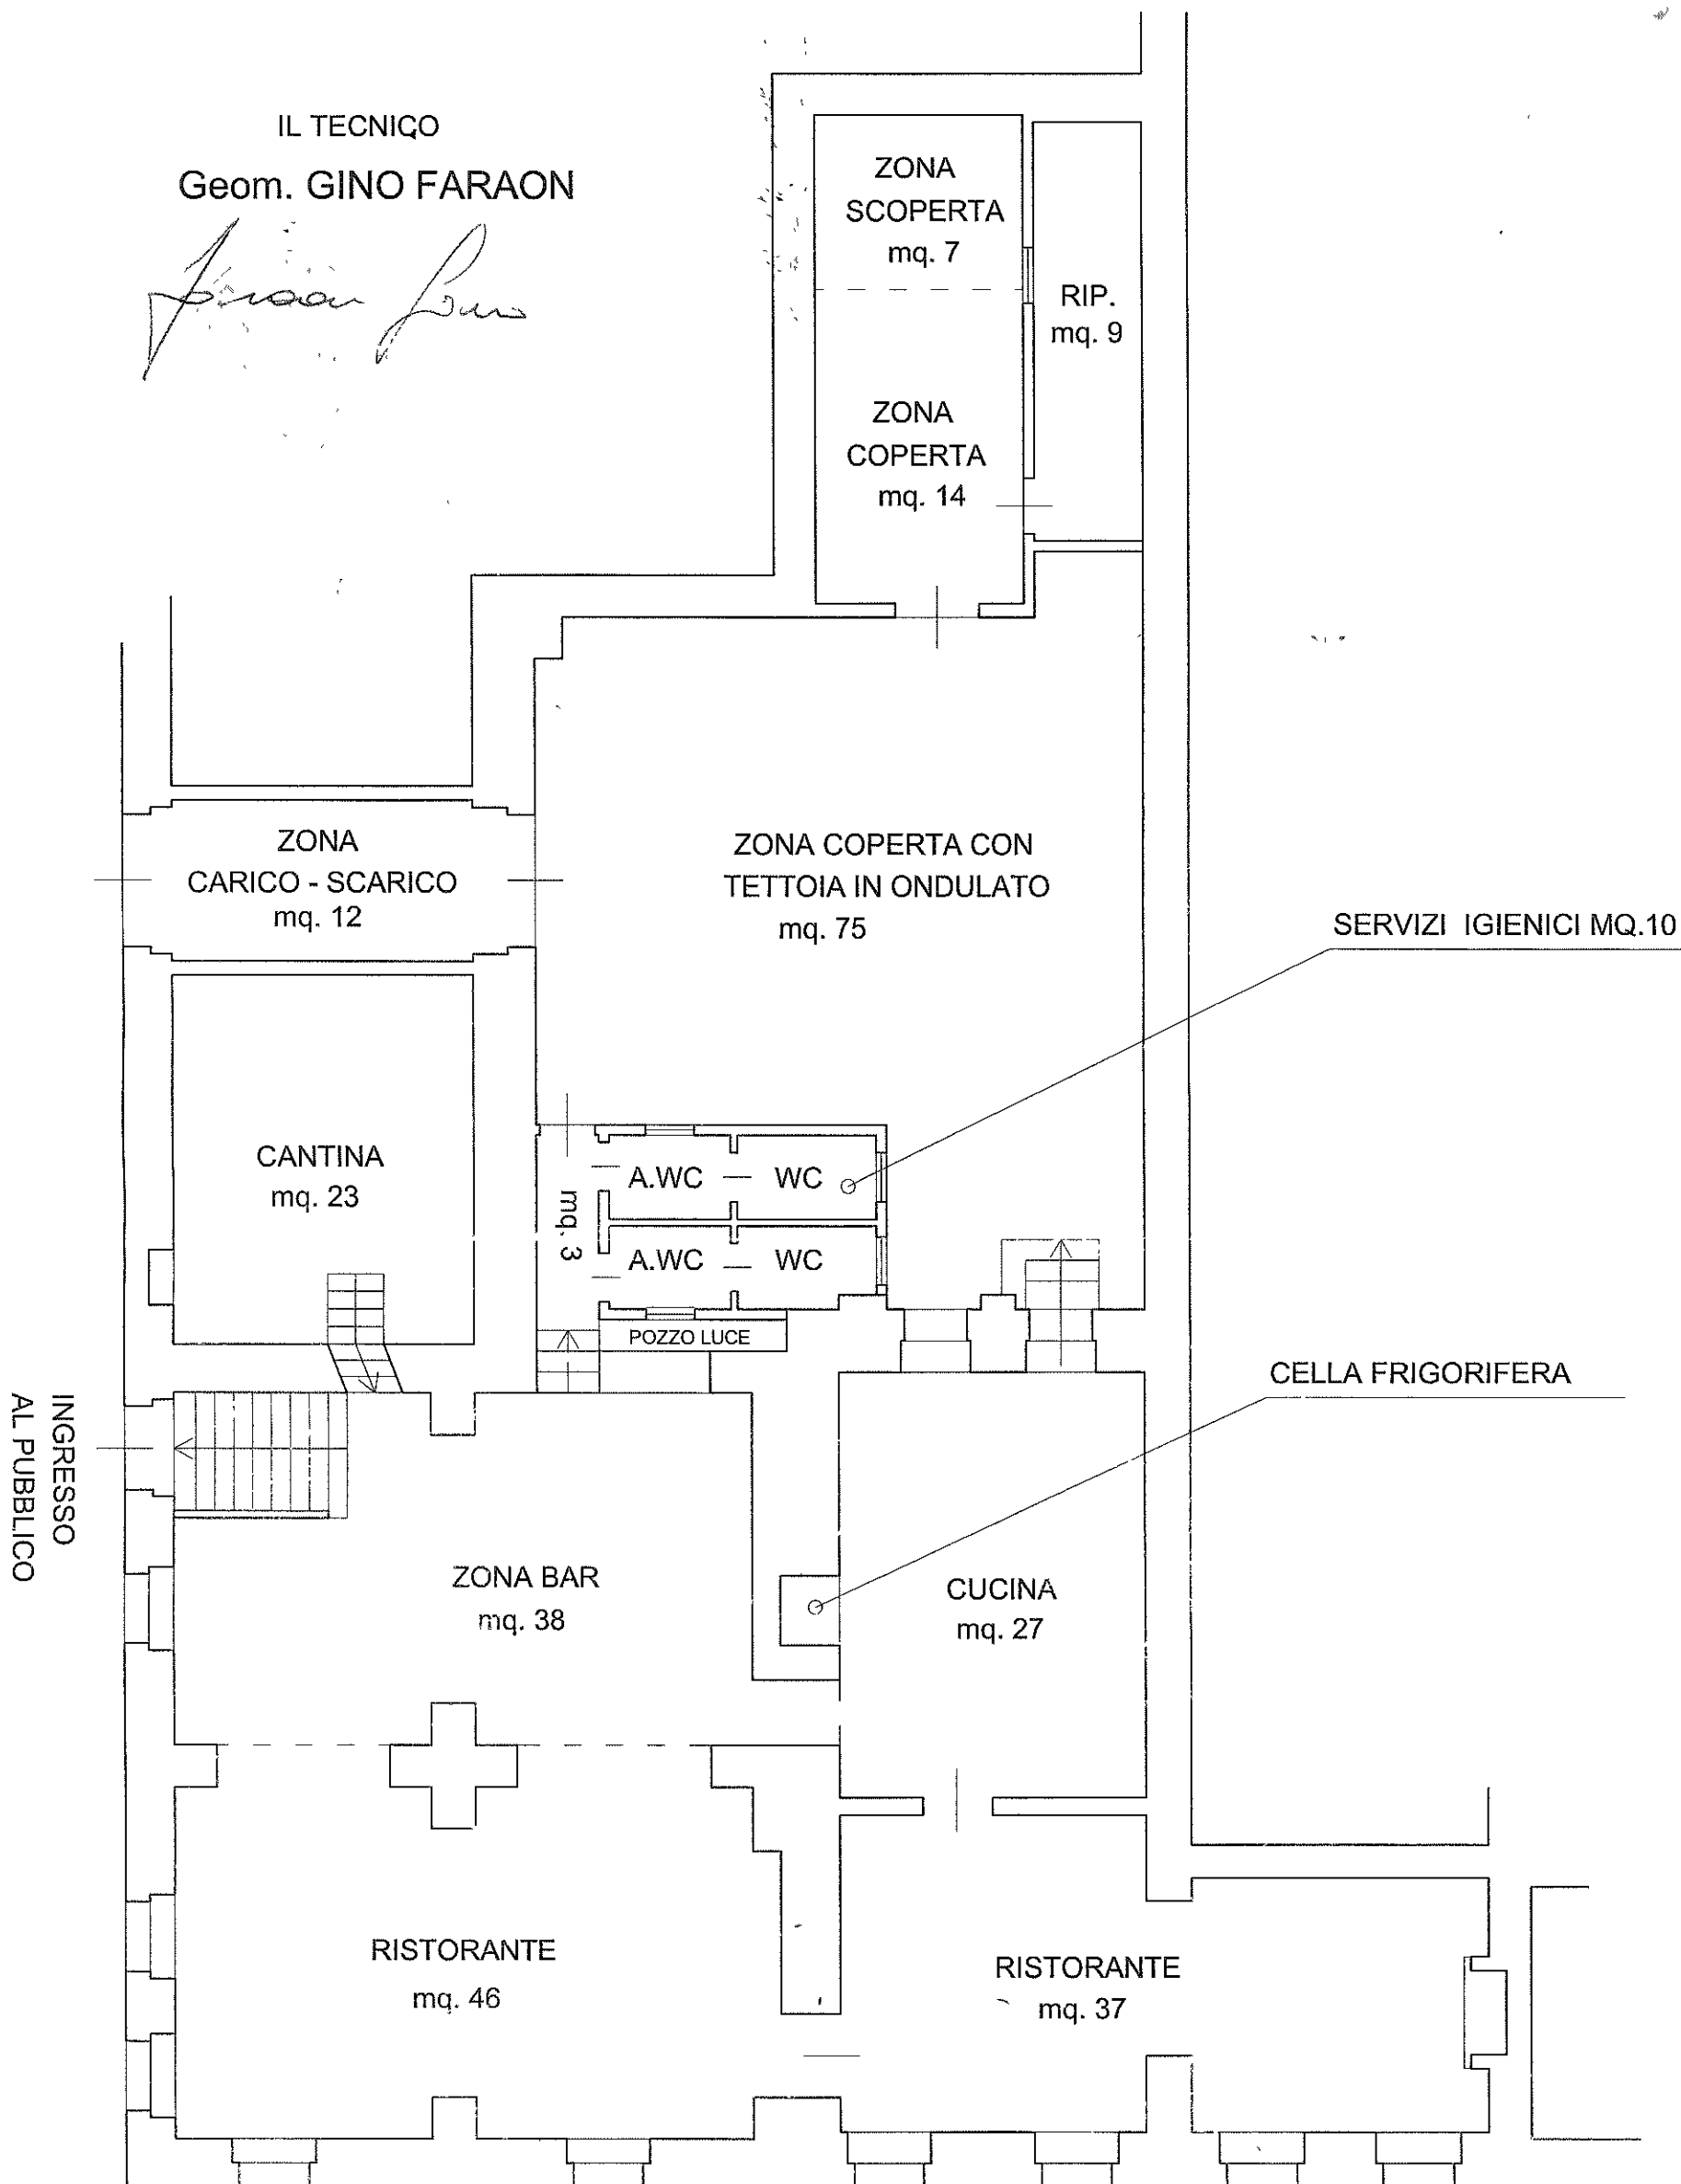 IL TECNICO
Geom. GINO FARAON
Faraon Gino
ZONA
SCOPERTA
mq. 7
RIP.
mq. 9
ZONA
COPERTA
mq. 14
ZONA
CARICO - SCARICO
mq. 12
ZONA COPERTA CON
TETTOIA IN ONDULATO
mq. 75
SERVIZI IGIENICI MQ.10
CANTINA
mq. 23
mq. 3
A.WC
WC
A.WC
WC
POZZO LUCE
CELLA FRIGORIFERA
INGRESSO
AL PUBBLICO
ZONA BAR
mq. 38
CUCINA
mq. 27
RISTORANTE
mq. 46
RISTORANTE
mq. 37